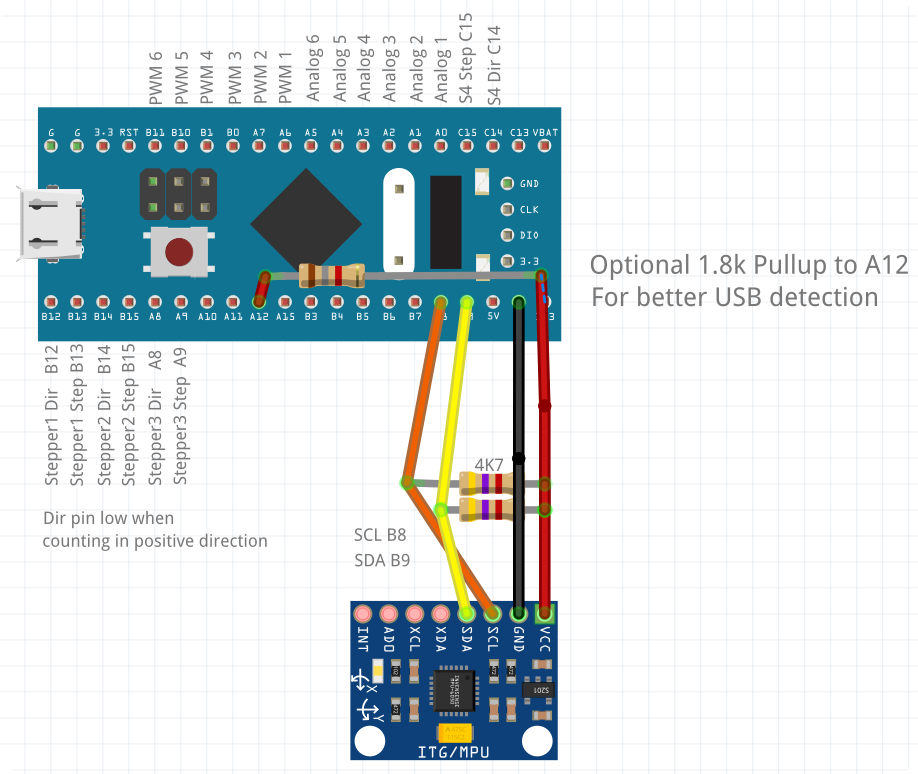 PWM 6
PWM 5
PWM 4
PWM 3
PWM 2
PWM 1
Analog 6
Analog 5
Analog 4
Analog 3
Analog 2
Analog 1
S4 Step C15
S4 Dir C14
G G 3.3 RST B11 B10 B1 B0 A7 A6 A5 A4 A3 A2 A1 A0 C15 C14 C13 VBAT
GND
CLK
DIO
3.3
Optional 1.8k Pullup to A12
For better USB detection
B12 B13 B14 B15 A8 A9 A10 A11 A12 A15 B3 B4 B5 B6 B7 5V
Stepper1 Dir B12
Stepper1 Step B13
Stepper2 Dir B14
Stepper2 Step B15
Stepper3 Dir A8
Stepper3 Step A9
4K7
Dir pin low when
counting in positive direction
SCL B8
SDA B9
INT
ADO
XCL
XDA
SDA
SCL
GND
VCC
X
Y
ITG/MPU